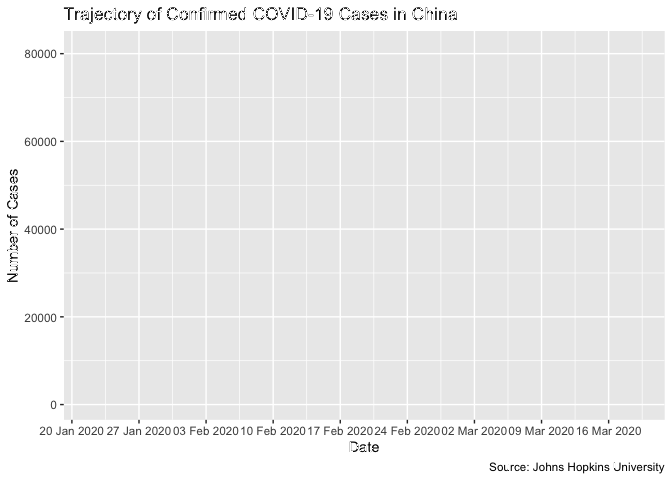 Trajectory of Confirmed COVID-19 Cases in China
Number of Cases
80000
60000
40000
20000
0
20 Jan 2020 27 Jan 2020 03 Feb 2020 10 Feb 2020 17 Feb 2020 24 Feb 2020 02 Mar 2020 09 Mar 2020 16 Mar 2020
Date
Source: Johns Hopkins University